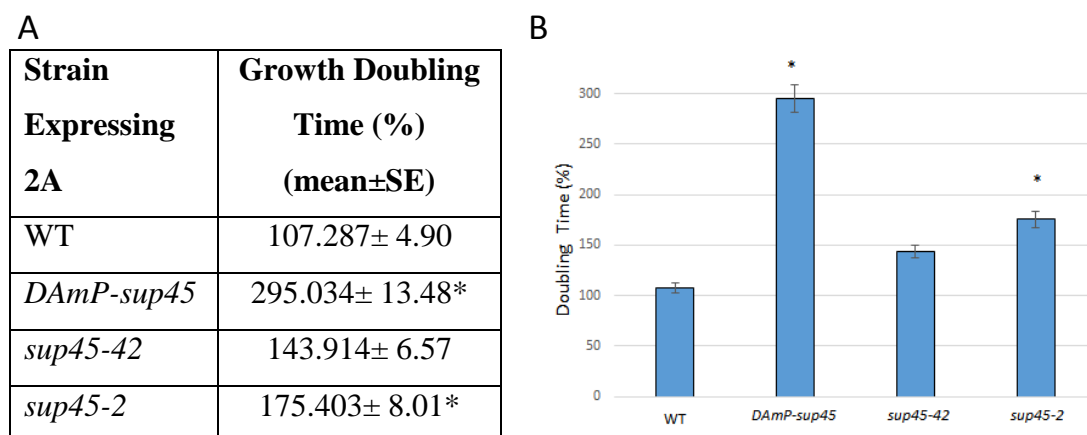 A
Strain Expressing 2A Growth Doubling Time (%) (mean±SE)
WT 107.287± 4.90
DAmP-sup45 295.034± 13.48*
sup45-42 143.914± 6.57
sup45-2 175.403± 8.01*
B
Doubling Time (%)
300
250
200
150
100
50
0
*
*
WT DAmP-sup45 sup45-42 sup45-2